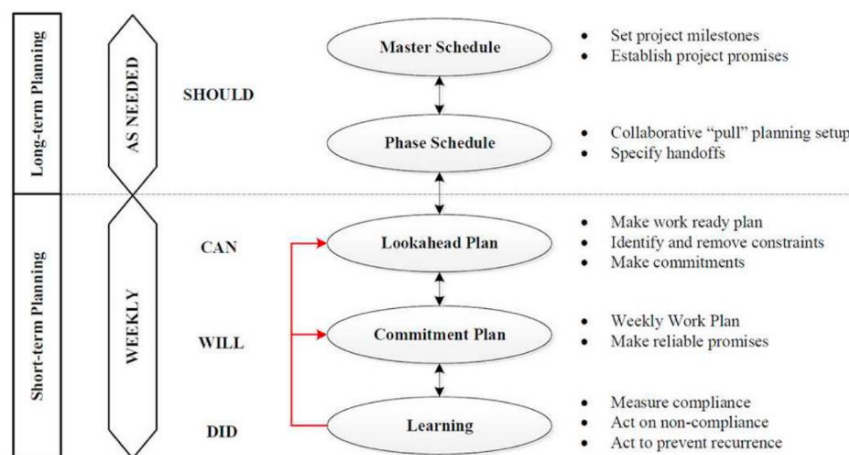 Long-term Planning
AS NEEDED
SHOULD
Master Schedule
• Set project milestones
• Establish project promises
Phase Schedule
• Collaborative “pull” planning setup
• Specify handoffs
Short-term Planning
WEEKLY
CAN
Lookahead Plan
• Make work ready plan
• Identify and remove constraints
• Make commitments
WILL
Commitment Plan
• Weekly Work Plan
• Make reliable promises
DID
Learning
• Measure compliance
• Act on non-compliance
• Act to prevent recurrence